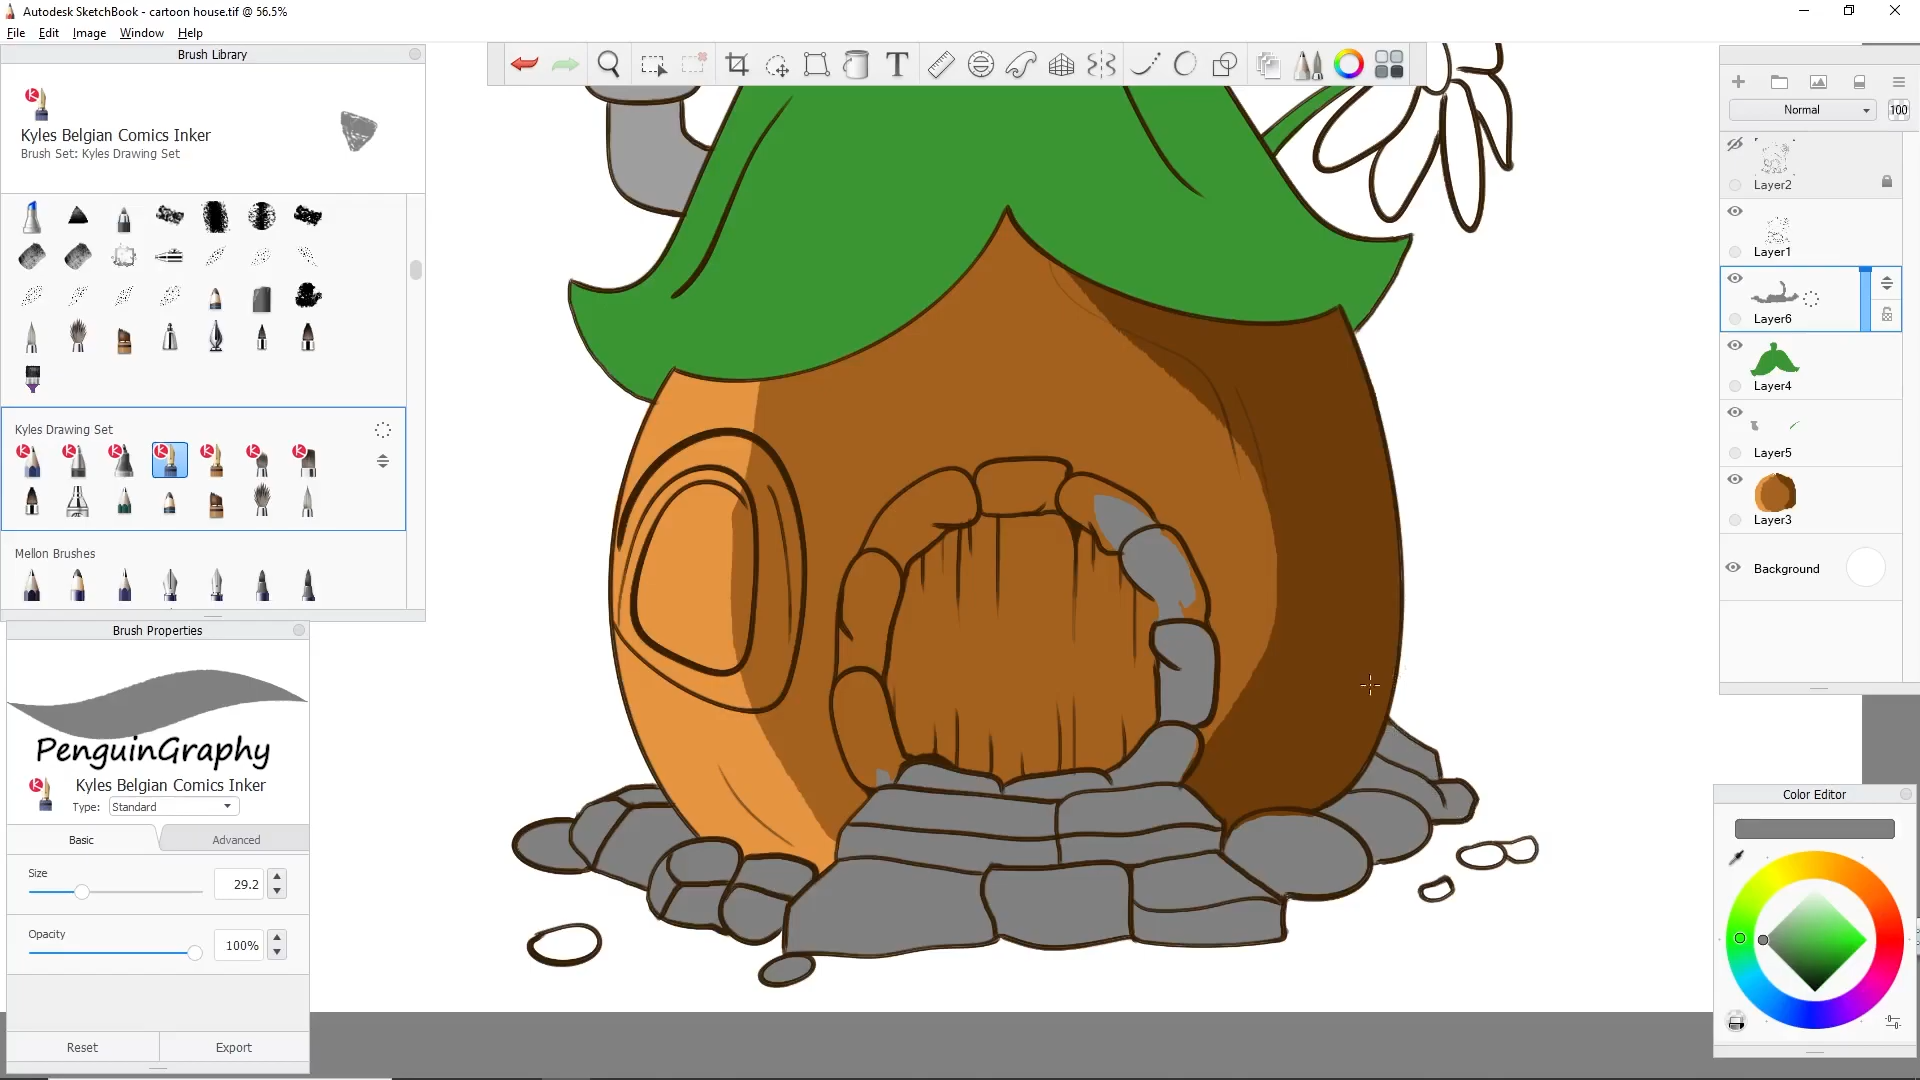 Autodesk SketchBook - cartoon house.tif @ 56.5%
File Edit Image Window Help
Brush Library
Kyles Belgian Comics Inker
Brush Set: Kyles Drawing Set
Kyles Drawing Set
Mellon Brushes
Brush Properties
PenguinGraphy
Kyles Belgian Comics Inker
Type: Standard
Basic Advanced
Size
29.2
Opacity
100%
Reset Export
T
Normal 100
Layer2
Layer1
Layer6
Layer4
Layer5
Layer3
Background
Color Editor